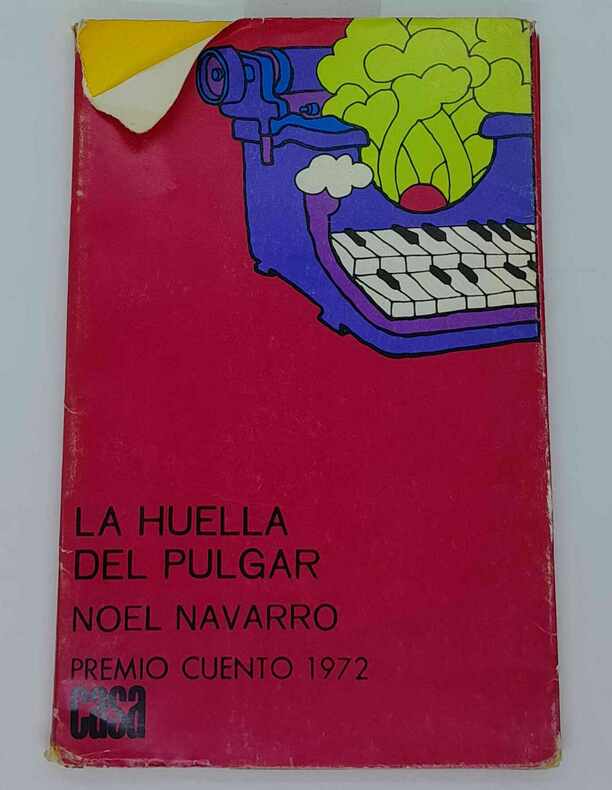 LA HUELLA
DEL PULGAR
NOEL NAVARRO
PREMIO CUENTO 1972
casa